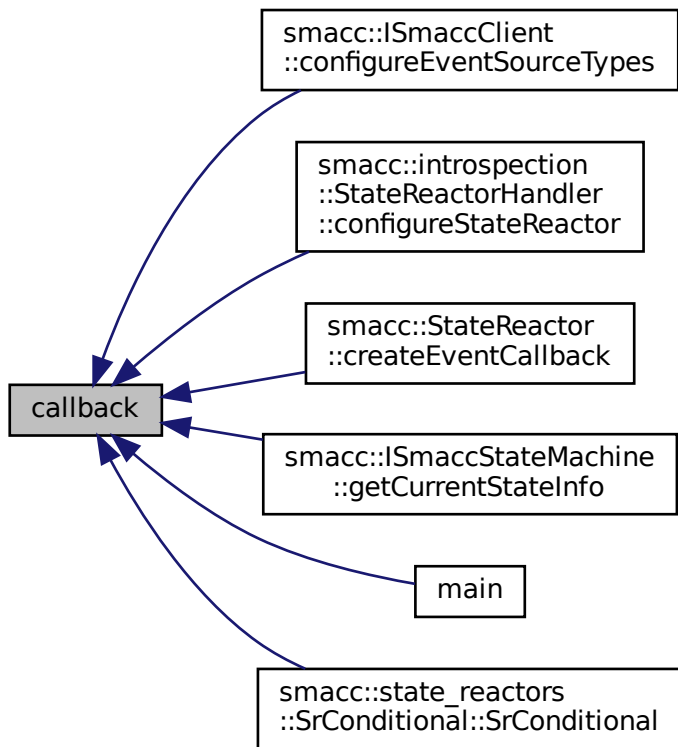 smacc::ISmaccClient
::configureEventSourceTypes
smacc::introspection
::StateReactorHandler
::configureStateReactor
smacc::StateReactor
::createEventCallback
callback
smacc::ISmaccStateMachine
::getCurrentStateInfo
main
smacc::state_reactors
::SrConditional::SrConditional